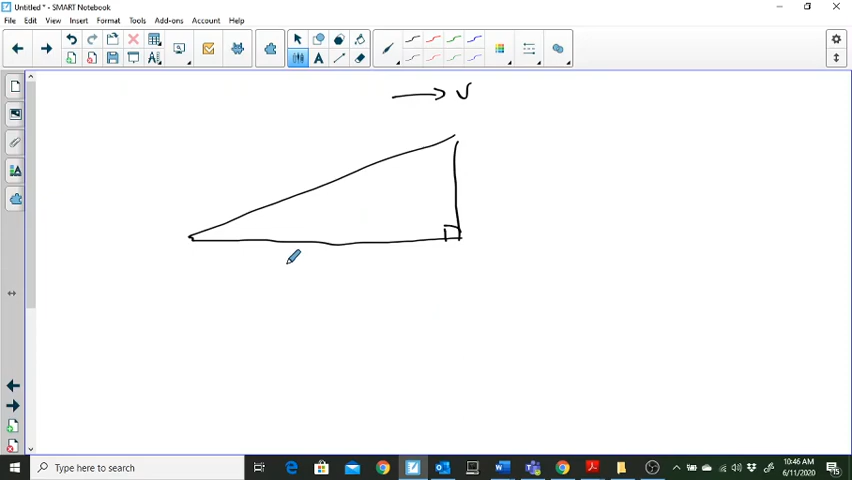 Untitled * - SMART Notebook
File Edit View Insert Format Tools Add-ons Account Help
V
Type here to search
10:46 AM
6/11/2020